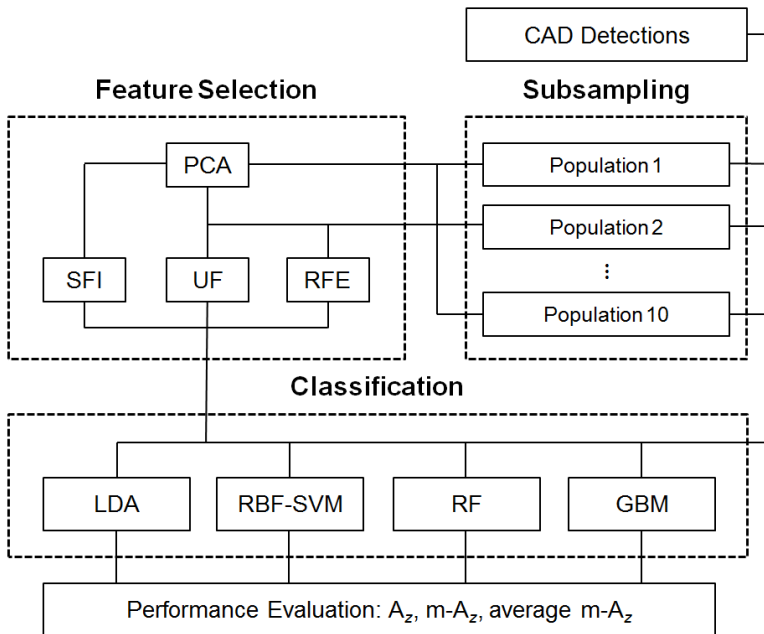 CAD Detections
Feature Selection
Subsampling
PCA
Population 1
Population 2
SFI
UF
RFE
⋮
Population 10
Classification
LDA
RBF-SVM
RF
GBM
Performance Evaluation: Az, m-Az, average m-Az